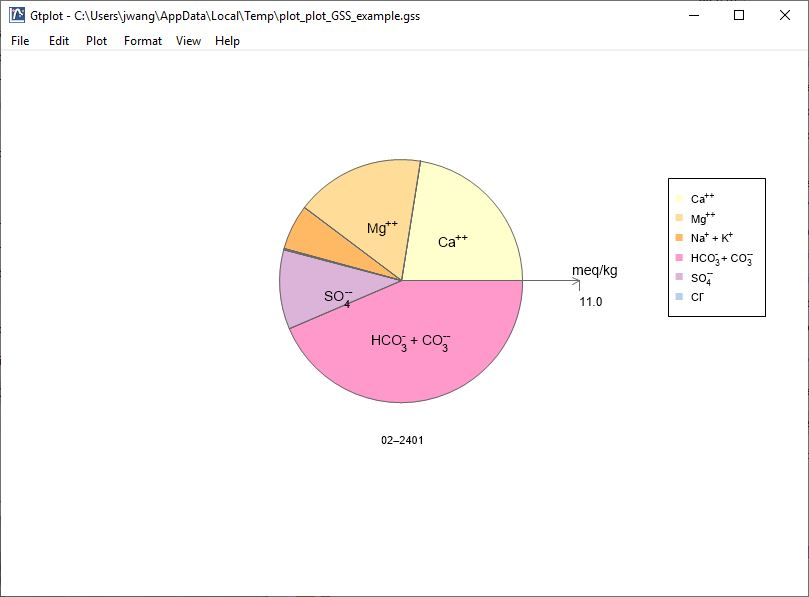 Gtplot - C:\Users\jwang\AppData\Local\Temp\plot_plot_GSS_example.gss
File Edit Plot Format View Help
Ca⁺⁺
Mg⁺⁺
SO₄⁻⁻
HCO₃⁻ + CO₃⁻⁻
meq/kg
11.0
02–2401
Ca⁺⁺
Mg⁺⁺
Na⁺ + K⁺
HCO₃⁻ + CO₃⁻⁻
SO₄⁻⁻
Cl⁻